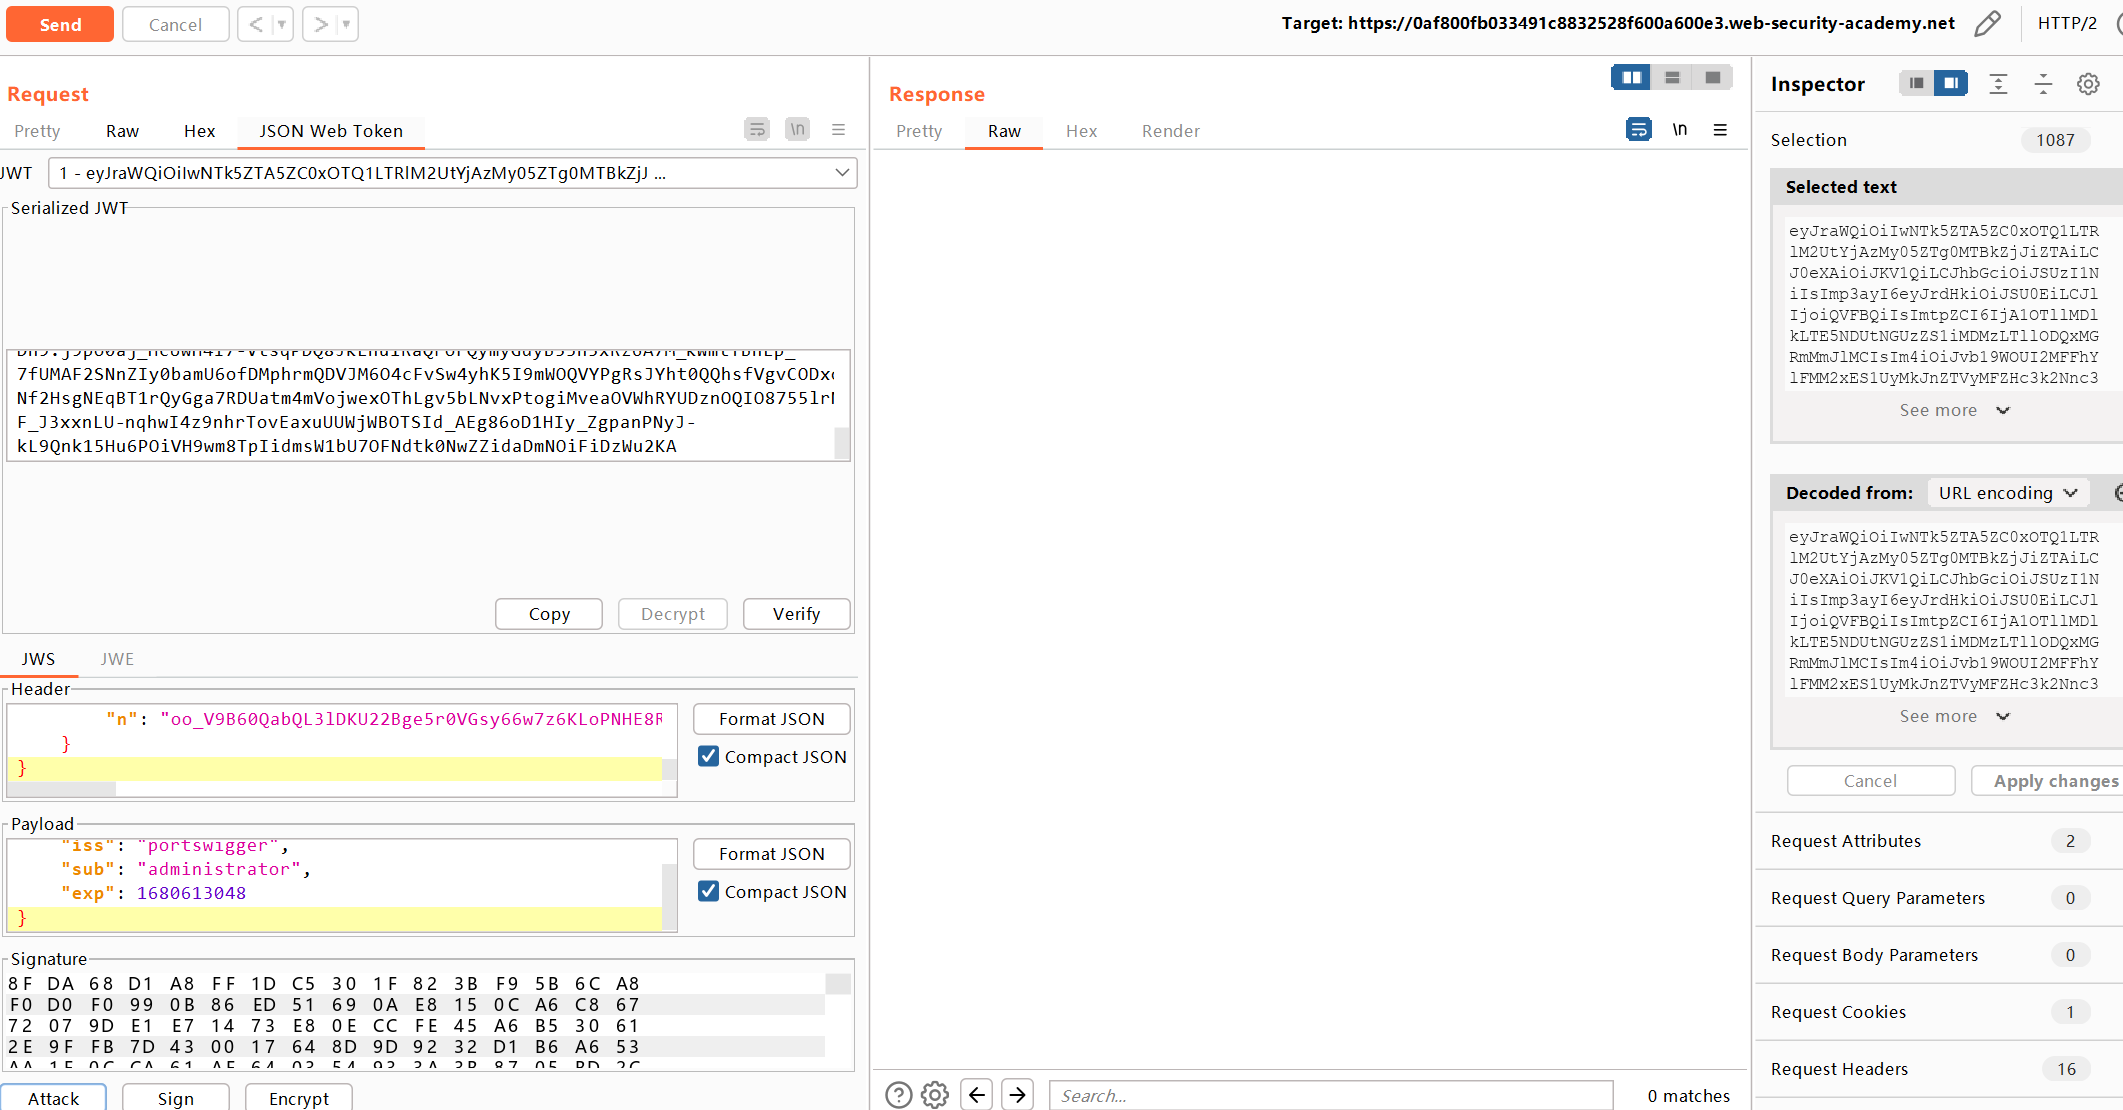 Send
Cancel
Target: https://0af800fb033491c8832528f600a600e3.web-security-academy.net
HTTP/2
Request
Pretty
Raw
Hex
JSON Web Token
\n
JWT
1 - eyJraWQiOiIwNTk5ZTA5ZC0xOTQ1LTRlM2UtYjAzMy05ZTg0MTBkZjJ ...
Serialized JWT
7fUMAF2SNnZIy0bamU6ofDMphrmQDVJM6O4cFvSw4yhK5I9mWOQVYPgRsJYht0QQhsfVgvCODx
Nf2HsgNEqBT1rQyGga7RDUatm4mVojwexOThLgv5bLNvxPtogiMveaOVWhRYUDznOQIO8755lr
F_J3xxnLU-nqhwI4z9nhrTovEaxuUUWjWBOTSId_AEg86oD1HIy_ZgpanPNyJ-
kL9Qnk15Hu6POiVH9wm8TpIidmsW1bU7OFNdtk0NwZZidaDmNOiFiDzWu2KA
Copy
Decrypt
Verify
JWS
JWE
Header
"n": "oo_V9B60QabQL3lDKU22Bge5r0VGsy66w7z6KLoPNHE8R
}
}
Format JSON
Compact JSON
Payload
"iss": "portswigger",
"sub": "administrator",
"exp": 1680613048
}
Format JSON
Compact JSON
Signature
8F DA 68 D1 A8 FF 1D C5 30 1F 82 3B F9 5B 6C A8
F0 D0 F0 99 0B 86 ED 51 69 0A E8 15 0C A6 C8 67
72 07 9D E1 E7 14 73 E8 0E CC FE 45 A6 B5 30 61
2E 9F FB 7D 43 00 17 64 8D 9D 92 32 D1 B6 A6 53
Attack
Sign
Encrypt
Response
Pretty
Raw
Hex
Render
\n
Search...
0 matches
Inspector
Selection
1087
Selected text
eyJraWQiOiIwNTk5ZTA5ZC0xOTQ1LTR
lM2UtYjAzMy05ZTg0MTBkZjJiZTAiLC
J0eXAiOiJKV1QiLCJhbGciOiJSUzI1N
iIsImp3ayI6eyJrdHkiOiJSU0EiLCJl
IjoiQVFBQiIsImtpZCI6IjA1OTllMDl
kLTE5NDUtNGUzZS1iMDMzLTllODQxMG
RmMmJlMCIsIm4iOiJvb19WOUI2MFFhY
lFMM2xES1UyMkJnZTVyMFZHc3k2Nnc3
See more
Decoded from:
URL encoding
eyJraWQiOiIwNTk5ZTA5ZC0xOTQ1LTR
lM2UtYjAzMy05ZTg0MTBkZjJiZTAiLC
J0eXAiOiJKV1QiLCJhbGciOiJSUzI1N
iIsImp3ayI6eyJrdHkiOiJSU0EiLCJl
IjoiQVFBQiIsImtpZCI6IjA1OTllMDl
kLTE5NDUtNGUzZS1iMDMzLTllODQxMG
RmMmJlMCIsIm4iOiJvb19WOUI2MFFhY
lFMM2xES1UyMkJnZTVyMFZHc3k2Nnc3
See more
Cancel
Apply changes
Request Attributes
2
Request Query Parameters
0
Request Body Parameters
0
Request Cookies
1
Request Headers
16